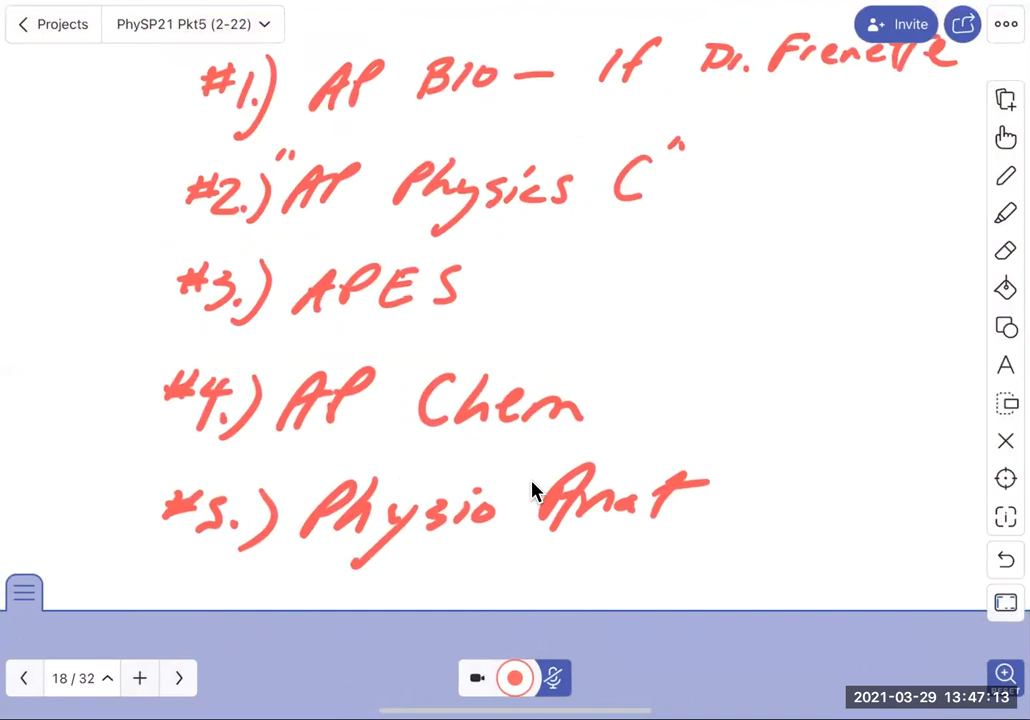 Projects PhySP21 Pkt5 (2-22) Invite
#1.) AP BIO - If Dr. Frenette
#2.) "AP Physics C"
#3.) APES
#4.) AP Chem
#5.) Physio Anat
18 / 32
RESET
2021-03-29 13:47:13